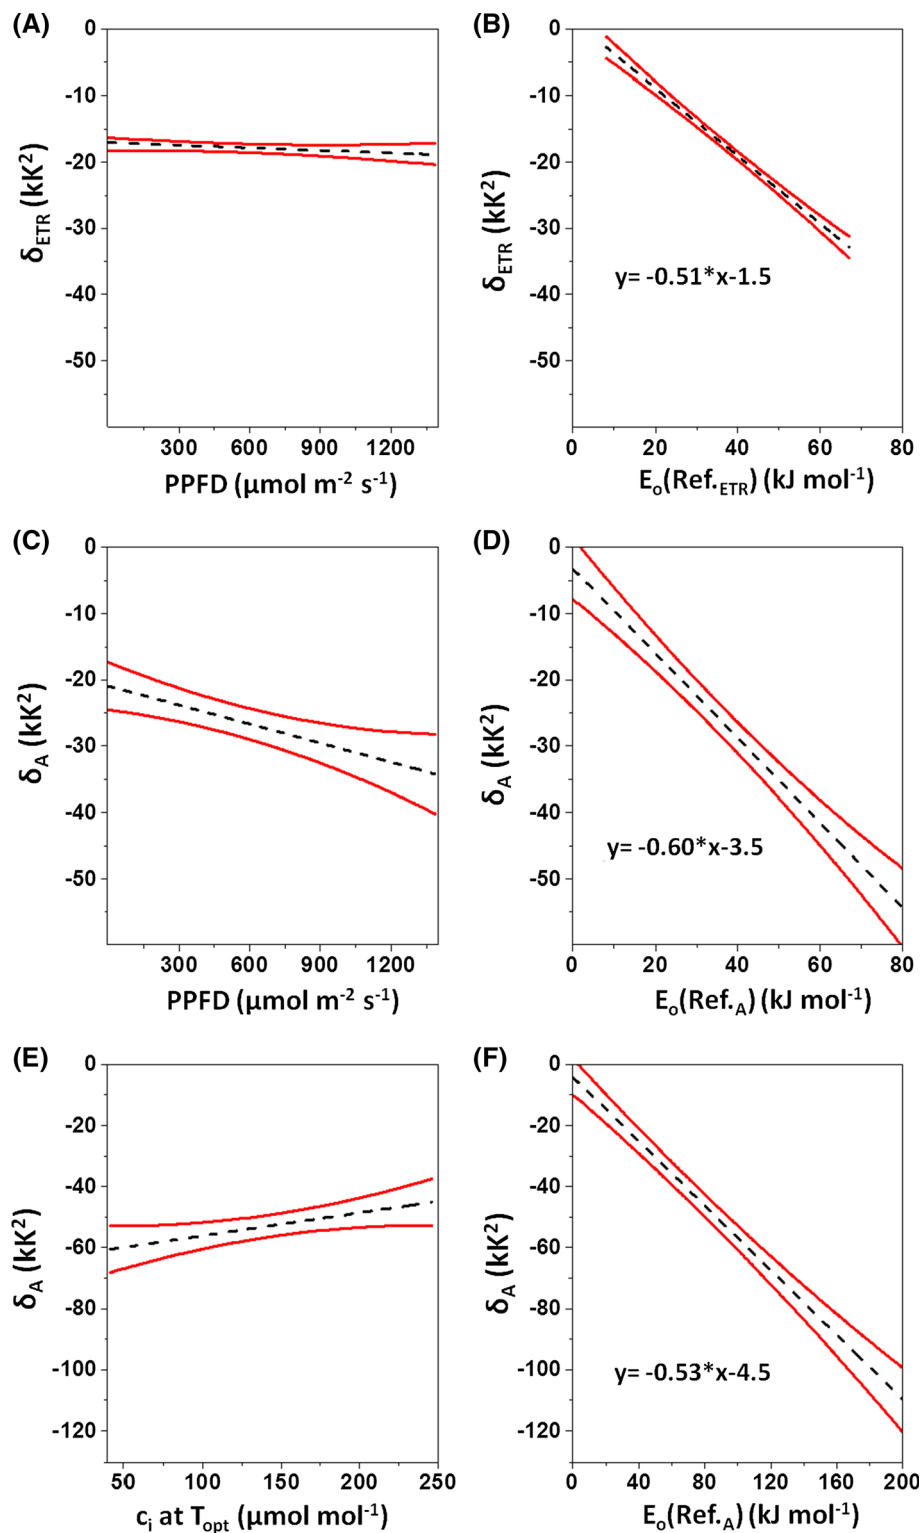 (A)
0
-10
-20
-30
-40
-50
δETR (kK²)
300 600 900 1200
PPFD (µmol m⁻² s⁻¹)
(B)
0
-10
-20
-30
-40
-50
δETR (kK²)
y= -0.51*x-1.5
0 20 40 60 80
Eo(Ref.ETR) (kJ mol⁻¹)
(C)
0
-10
-20
-30
-40
-50
δA (kK²)
300 600 900 1200
PPFD (µmol m⁻² s⁻¹)
(D)
0
-10
-20
-30
-40
-50
δA (kK²)
y= -0.60*x-3.5
0 20 40 60 80
Eo(Ref.A) (kJ mol⁻¹)
(E)
0
-20
-40
-60
-80
-100
-120
δA (kK²)
50 100 150 200 250
ci at Topt (µmol mol⁻¹)
(F)
0
-20
-40
-60
-80
-100
-120
δA (kK²)
y= -0.53*x-4.5
0 40 80 120 160 200
Eo(Ref.A) (kJ mol⁻¹)